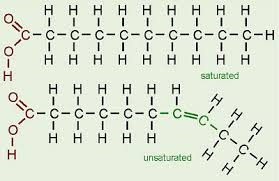 H H H H H H H H H
O C C C C C C C C C C H
O H H H H H H H H H
H saturated
H H H H H H H
O C C C C C C C C H
O H H H H H C C H
H unsaturated H H H